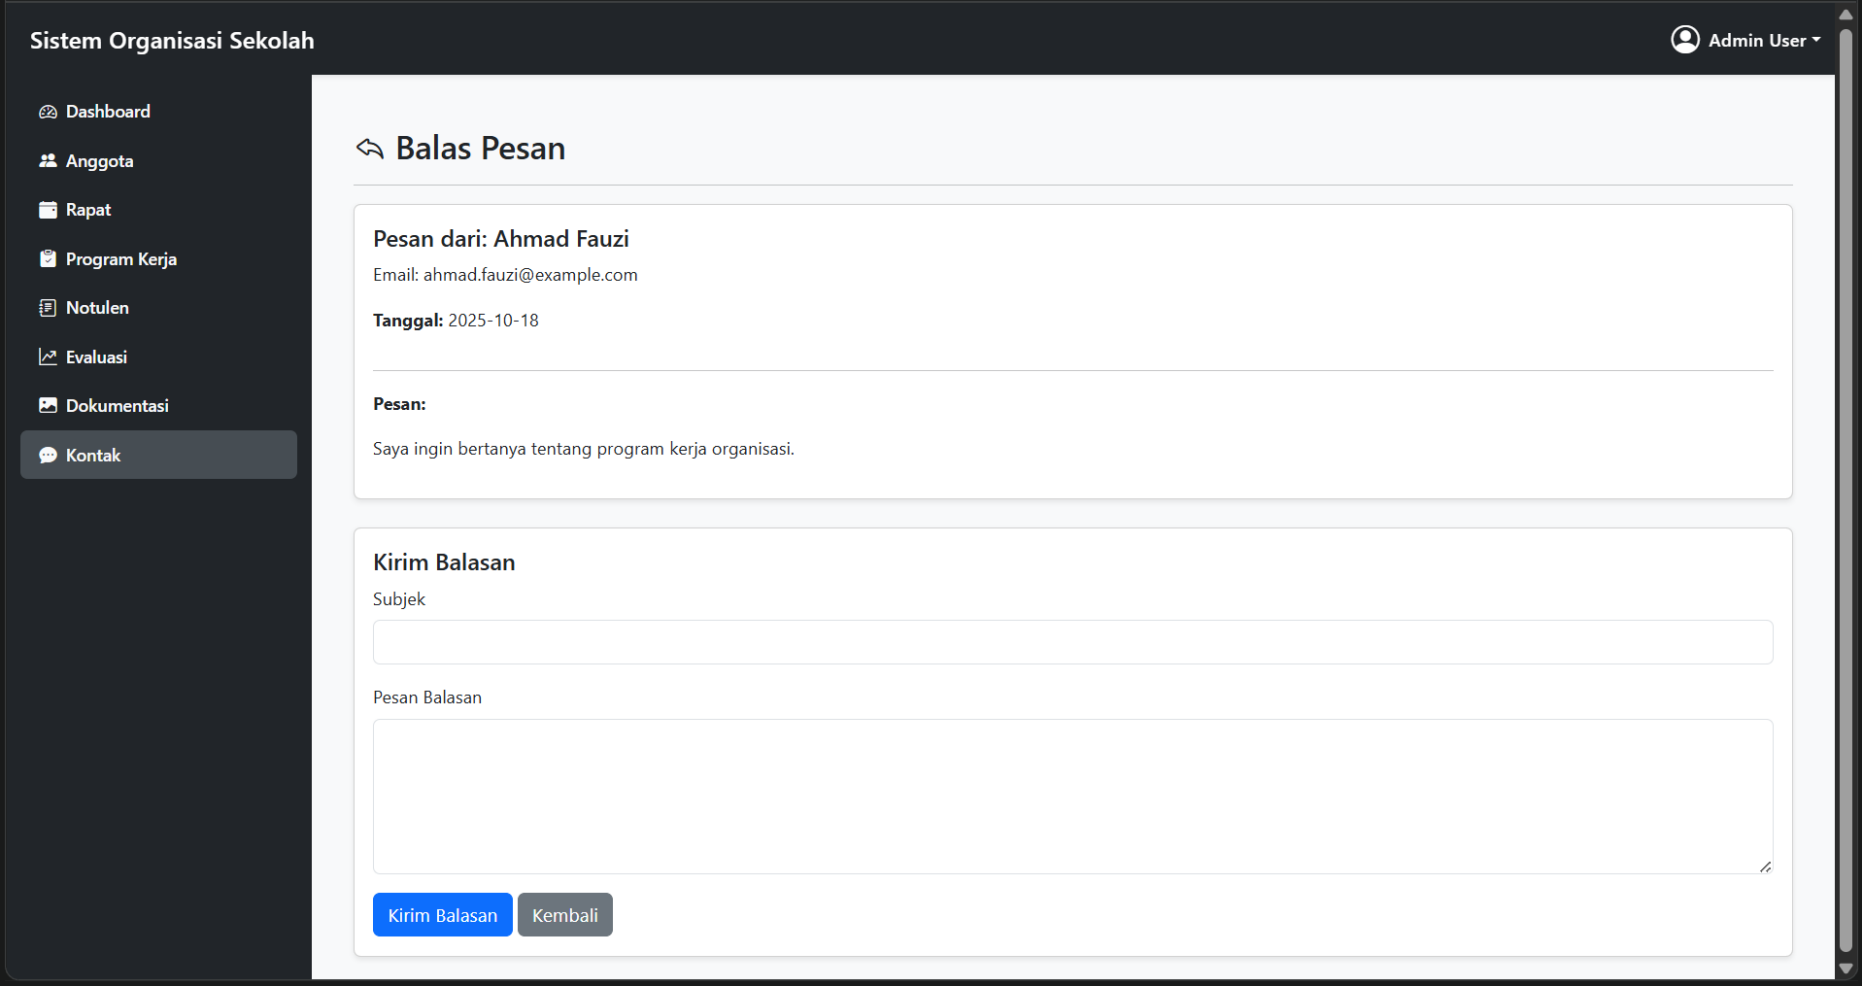 Sistem Organisasi Sekolah
Admin User
Dashboard
Anggota
Rapat
Program Kerja
Notulen
Evaluasi
Dokumentasi
Kontak
Balas Pesan
Pesan dari: Ahmad Fauzi
Email: ahmad.fauzi@example.com
Tanggal: 2025-10-18
Pesan:
Saya ingin bertanya tentang program kerja organisasi.
Kirim Balasan
Subjek
Pesan Balasan
Kirim Balasan
Kembali